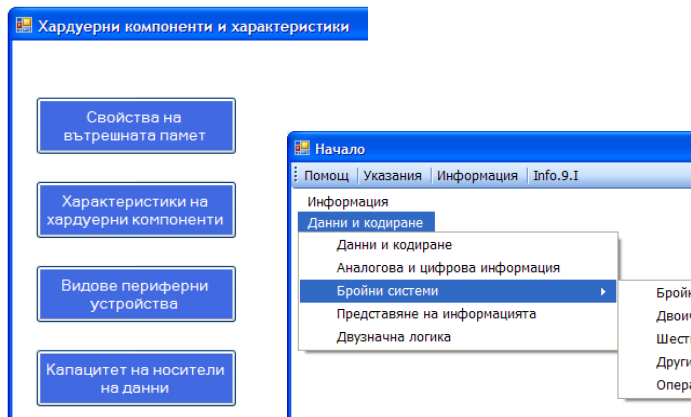 Хардуерни компоненти и характеристики
Свойства на
вътрешната памет
Характеристики на
хардуерни компоненти
Видове периферни
устройства
Капацитет на носители
на данни
Начало
Помощ Указания Информация Info.9.I
Информация
Данни и кодиране
Данни и кодиране
Аналогова и цифрова информация
Бройни системи
Представяне на информацията
Двузначна логика